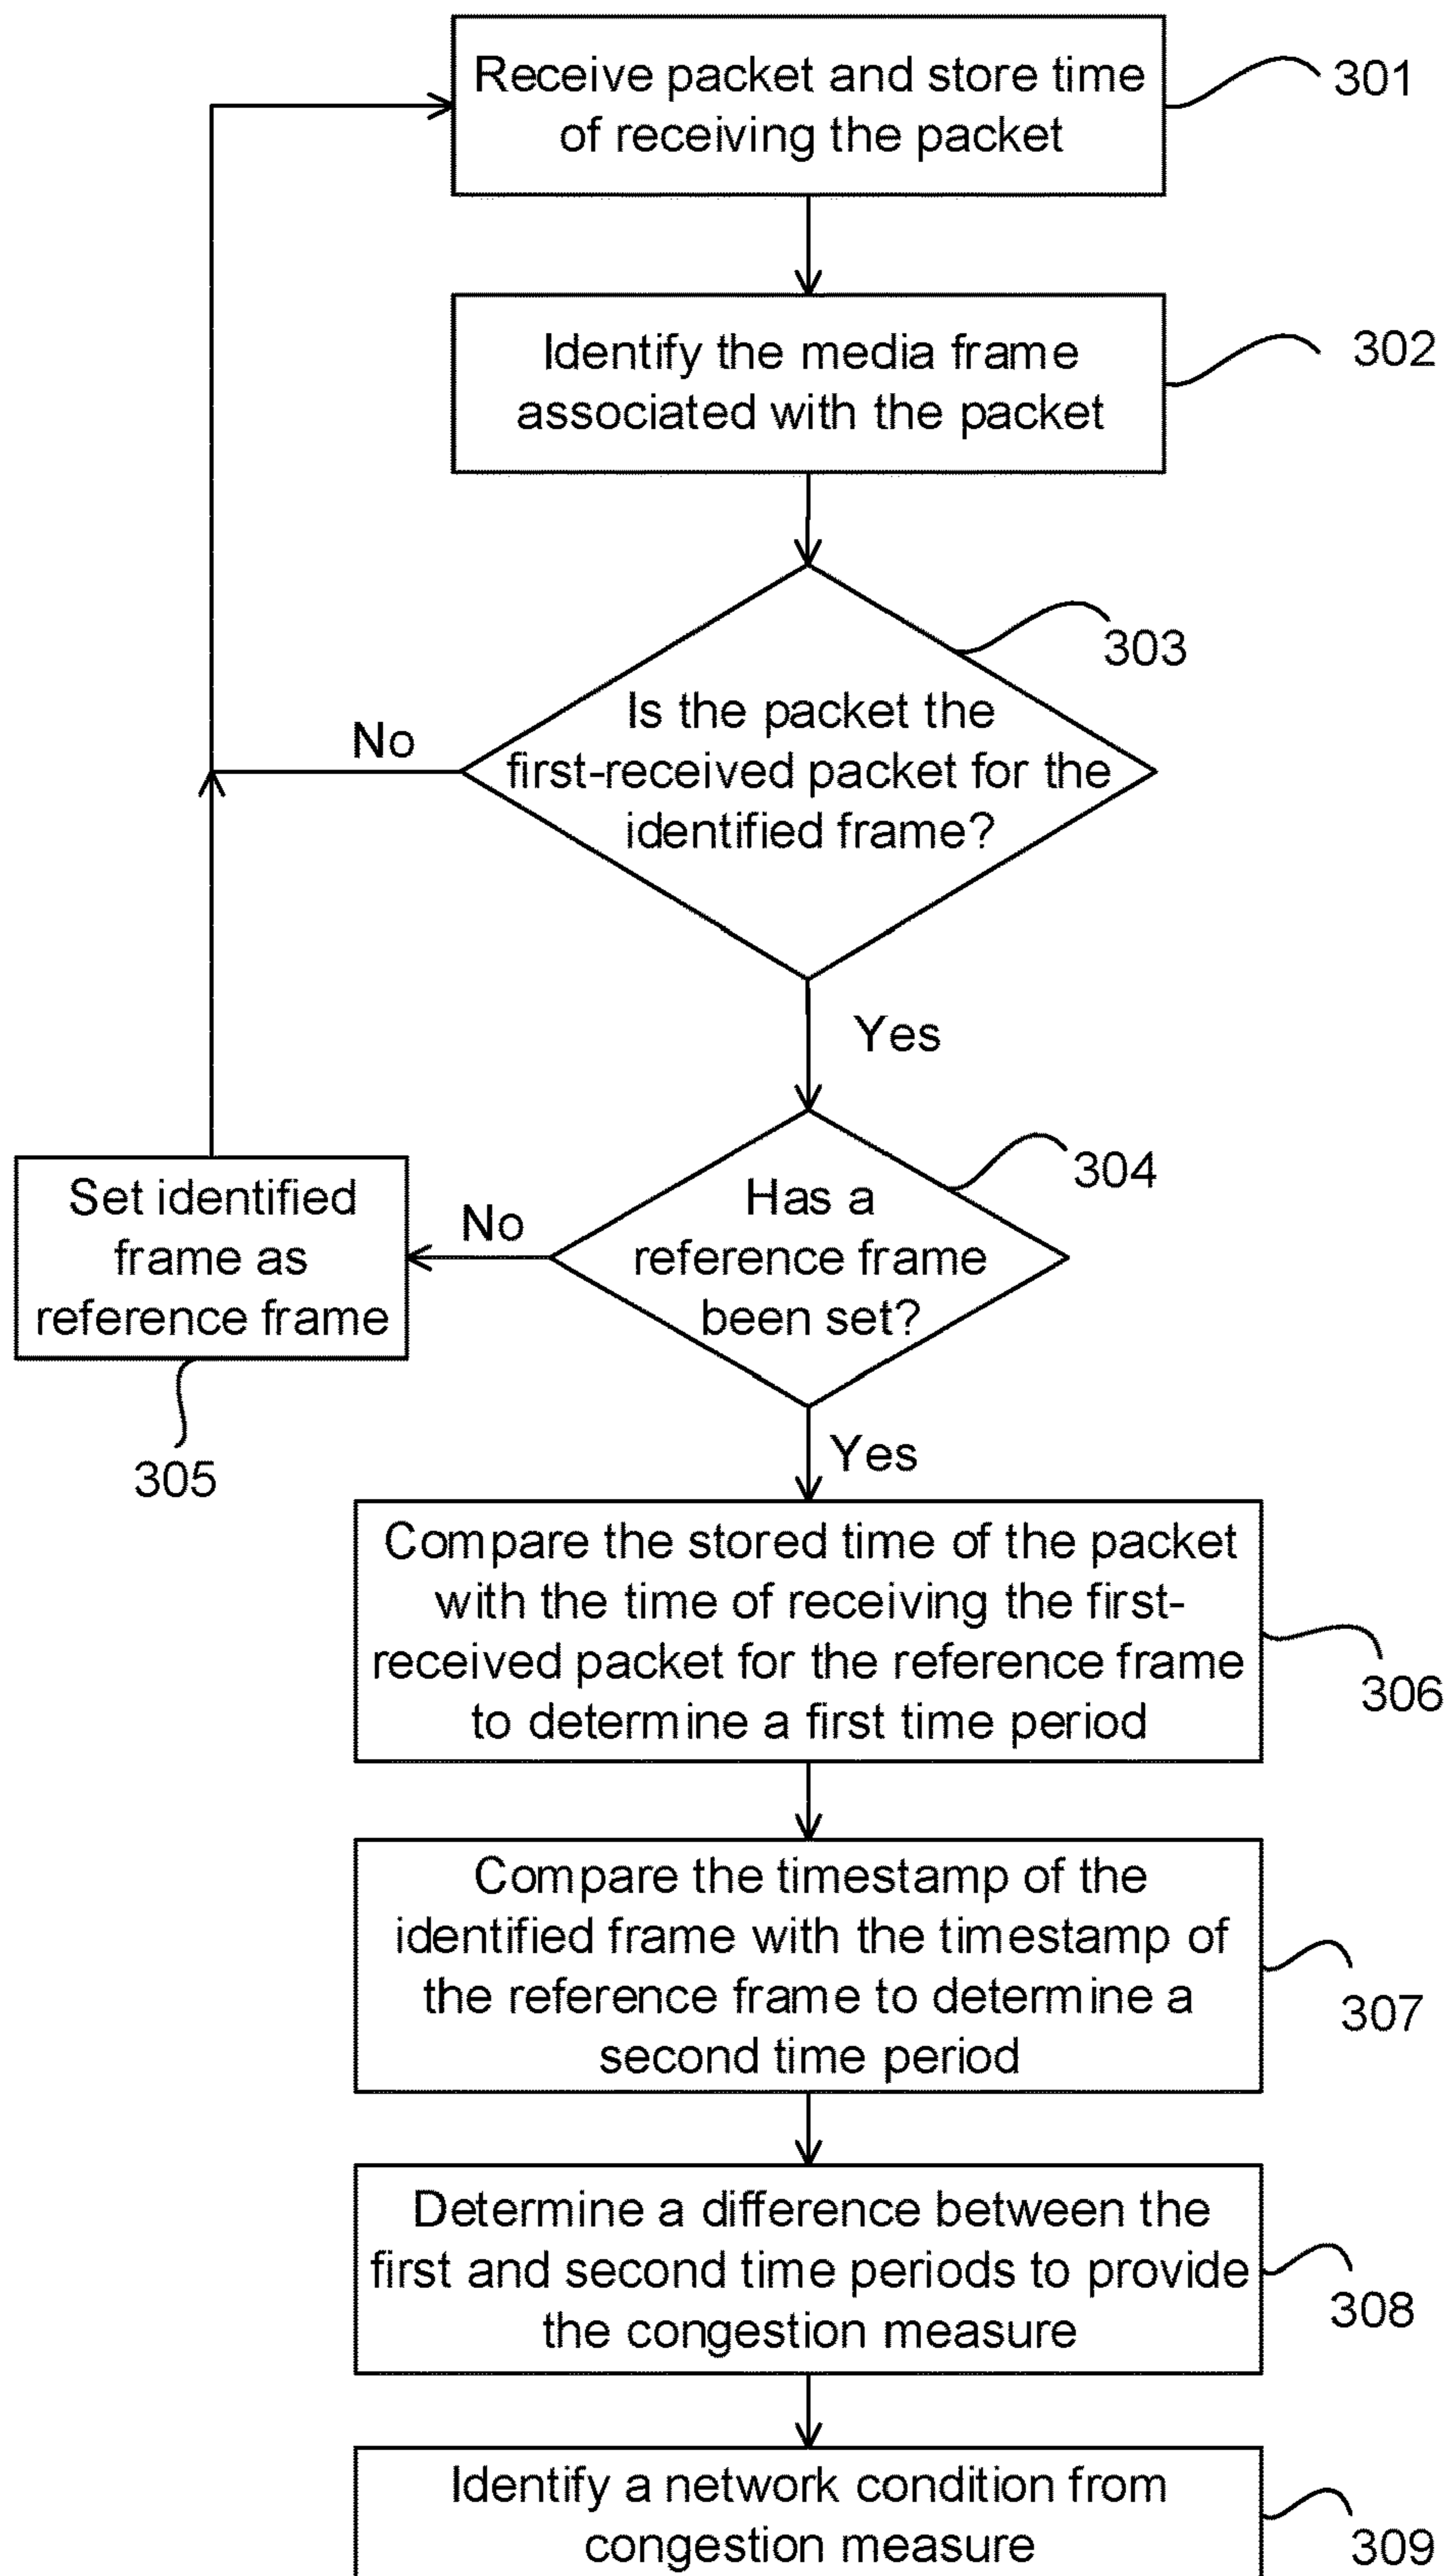 Receive packet and store time
of receiving the packet
301
Identify the media frame
associated with the packet
302
303
Is the packet the
first-received packet for the
identified frame?
No
Yes
304
Has a
reference frame
been set?
No
Set identified
frame as
reference frame
305
Yes
Compare the stored time of the packet
with the time of receiving the first-
received packet for the reference frame
to determine a first time period
306
Compare the timestamp of the
identified frame with the timestamp of
the reference frame to determine a
second time period
307
Determine a difference between the
first and second time periods to provide
the congestion measure
308
Identify a network condition from
congestion measure
309